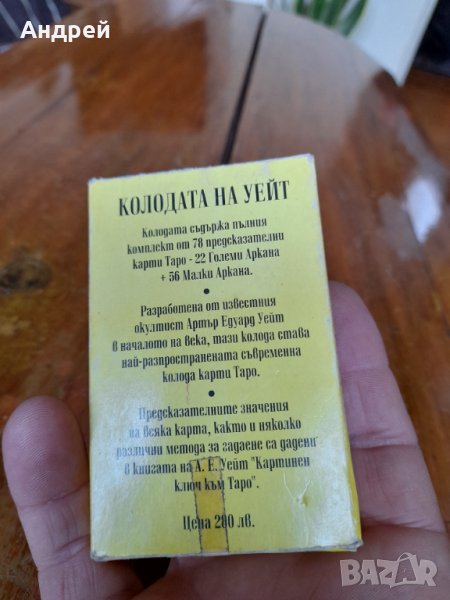 Андрей
КОЛОДАТА НА УЕЙТ
Колодата съдържа пълния
комплект от 78 предсказателни
карти Таро - 22 Големи Аркана
+ 56 Малки Аркана.
•
Разработена от известния
окултист Артър Едуард Уейт
в началото на века, тази колода става
най-разпространената съвременна
колода карти Таро.
•
Предсказателните значения
на всяка карта, както и няколко
различни метода за гадаене са дадени
в книгата на А. Е. Уейт "Картинен
ключ към Таро".
Цена 200 лв.
BAZAR